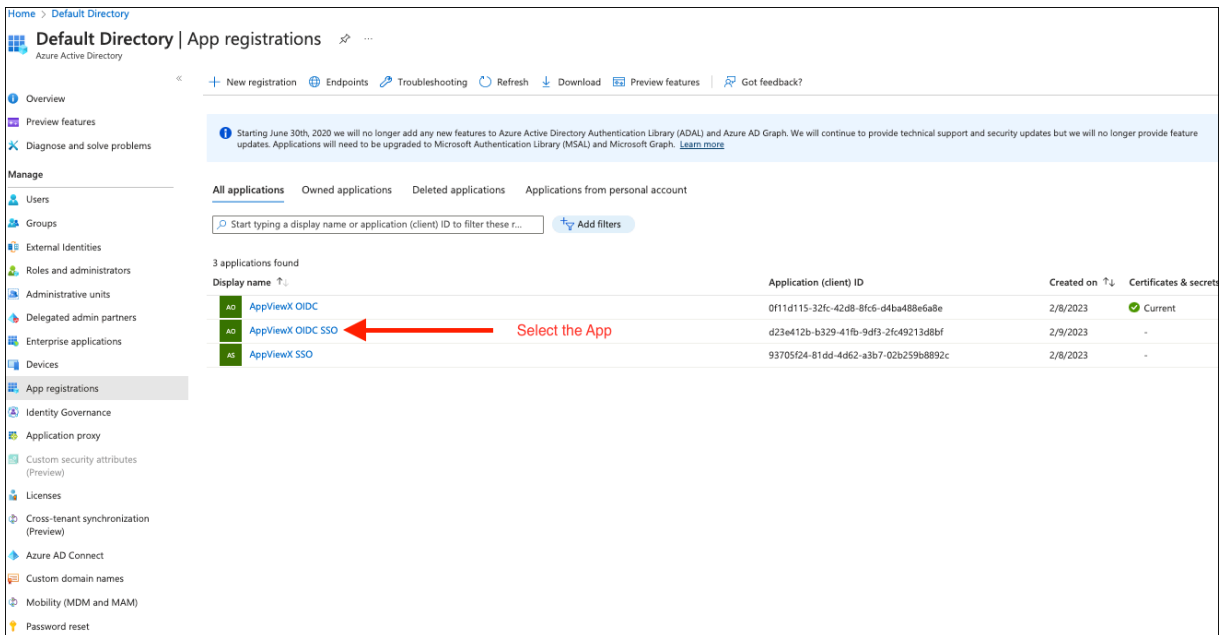 Home > Default Directory
Default Directory | App registrations
Azure Active Directory
New registration Endpoints Troubleshooting Refresh Download Preview features Got feedback?
Overview
Preview features
Diagnose and solve problems
Manage
Users
Groups
External Identities
Roles and administrators
Administrative units
Delegated admin partners
Enterprise applications
Devices
App registrations
Identity Governance
Application proxy
Custom security attributes
(Preview)
Licenses
Cross-tenant synchronization
(Preview)
Azure AD Connect
Custom domain names
Mobility (MDM and MAM)
Password reset
Starting June 30th, 2020 we will no longer add any new features to Azure Active Directory Authentication Library (ADAL) and Azure AD Graph. We will continue to provide technical support and security updates but we will no longer provide feature
updates. Applications will need to be upgraded to Microsoft Authentication Library (MSAL) and Microsoft Graph. Learn more
All applications Owned applications Deleted applications Applications from personal account
Start typing a display name or application (client) ID to filter these r... Add filters
3 applications found
Display name Application (client) ID Created on Certificates & secrets
AO AppViewX OIDC 0f11d115-32fc-42d8-8fc6-d4ba488e6a8e 2/8/2023 Current
AO AppViewX OIDC SSO Select the App d23e412b-b329-41fb-9df3-2fc49213d8bf 2/9/2023 -
AS AppViewX SSO 93705f24-81dd-4d62-a3b7-02b259b8892c 2/8/2023 -